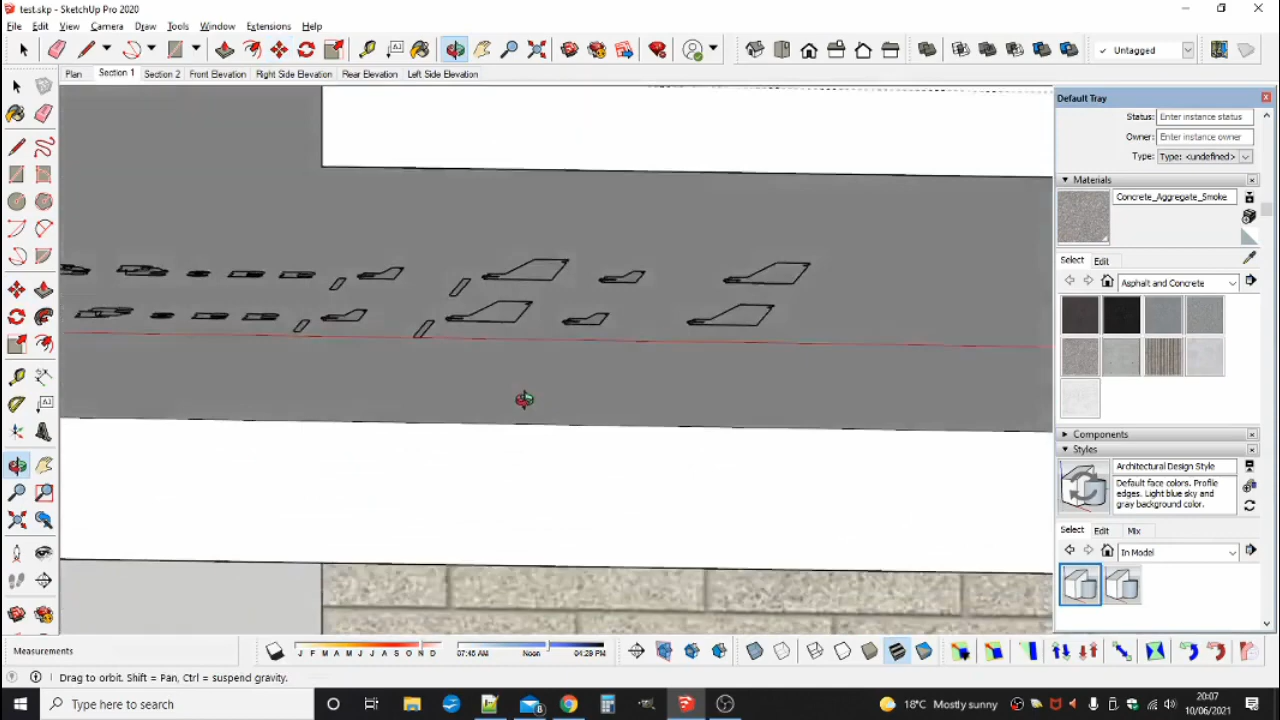 test.skp - SketchUp Pro 2020
File Edit View Camera Draw Tools Window Extensions Help
Untagged
Plan Section 1 Section 2 Front Elevation Right Side Elevation Rear Elevation Left Side Elevation
Default Tray
Status: Enter instance status
Owner: Enter instance owner
Type: Type: <undefined>
Materials
Concrete_Aggregate_Smoke
Select Edit
Asphalt and Concrete
Components
Styles
Architectural Design Style
Default face colors. Profile
edges. Light blue sky and
gray background color.
Select Edit Mix
In Model
Measurements
J F M A M J J A S O N D
07:45 AM Noon 04:29 PM
Drag to orbit. Shift = Pan, Ctrl = suspend gravity.
Type here to search
8
18°C Mostly sunny
20:07
10/06/2021